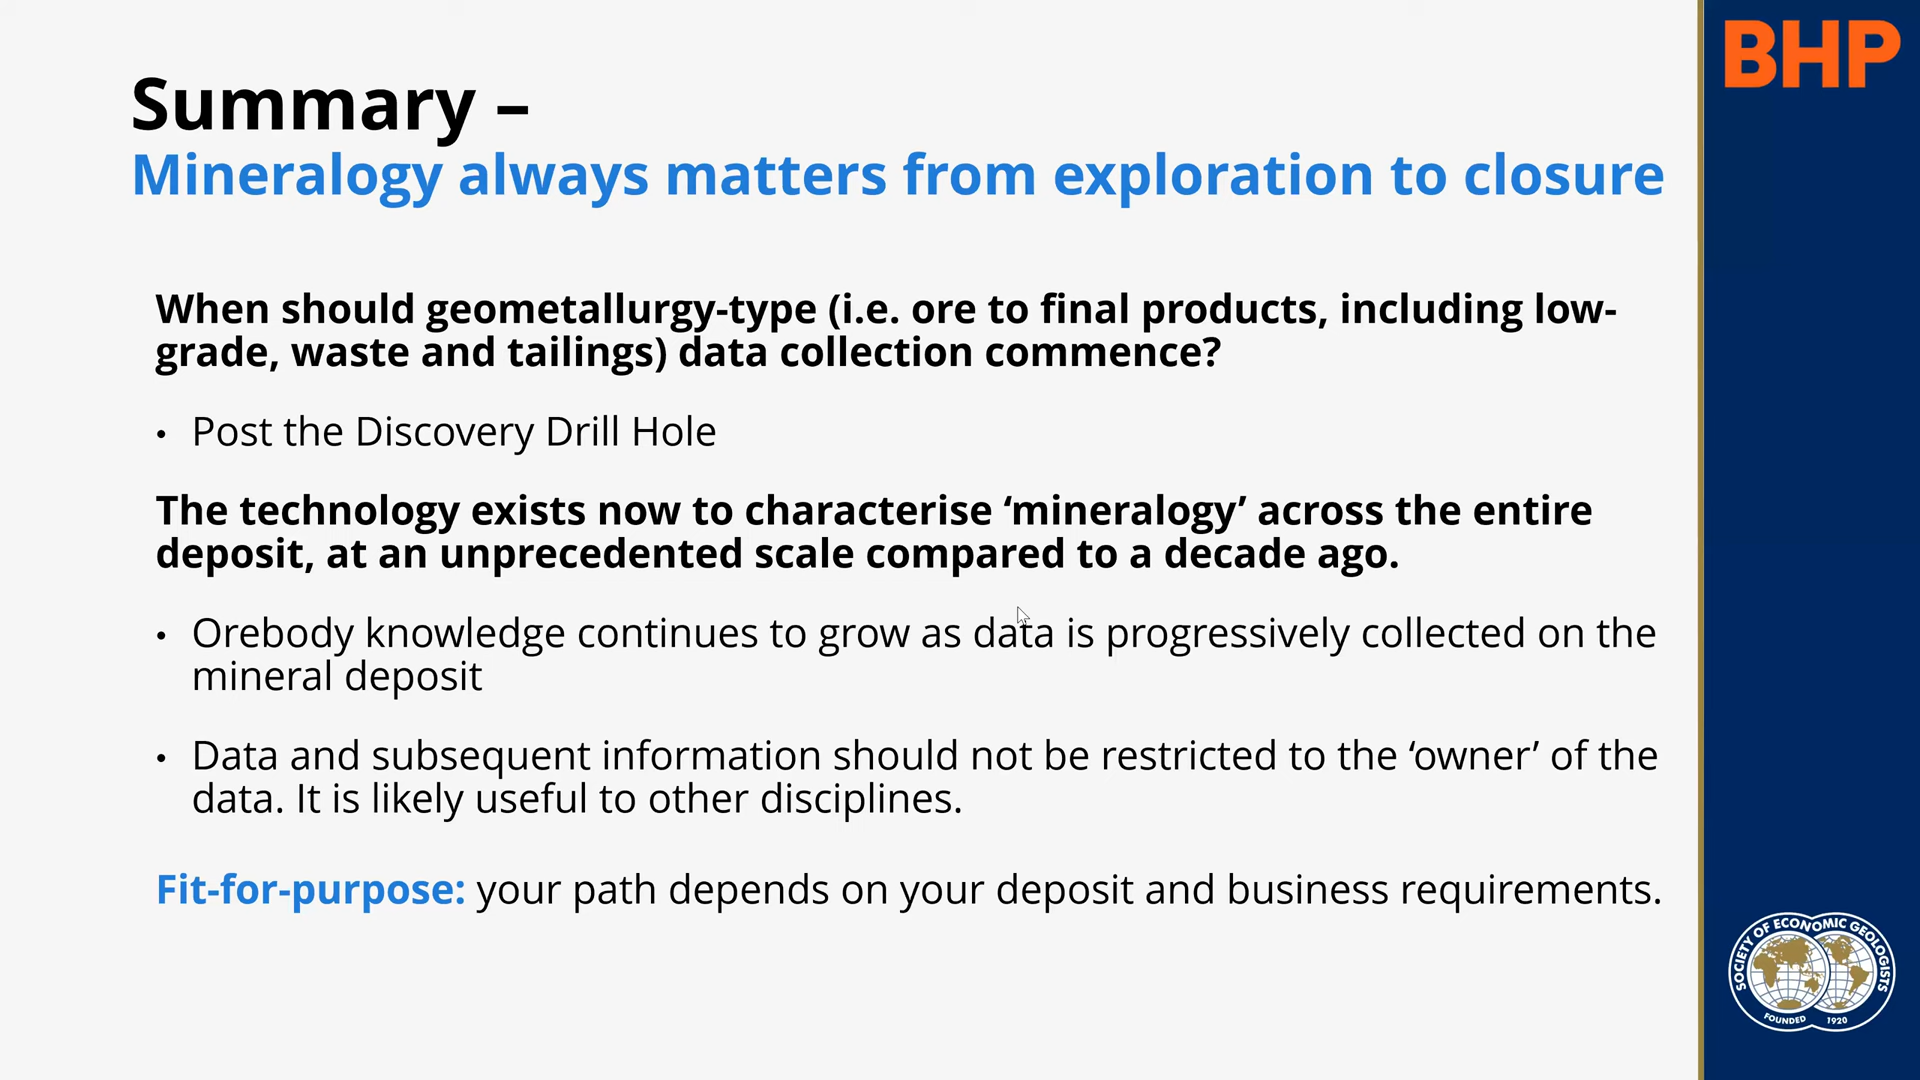 BHP
Summary –
Mineralogy always matters from exploration to closure
When should geometallurgy-type (i.e. ore to final products, including low-
grade, waste and tailings) data collection commence?
• Post the Discovery Drill Hole
The technology exists now to characterise ‘mineralogy’ across the entire
deposit, at an unprecedented scale compared to a decade ago.
• Orebody knowledge continues to grow as data is progressively collected on the
mineral deposit
• Data and subsequent information should not be restricted to the ‘owner’ of the
data. It is likely useful to other disciplines.
Fit-for-purpose: your path depends on your deposit and business requirements.
SOCIETY OF ECONOMIC GEOLOGISTS
FOUNDED 1920